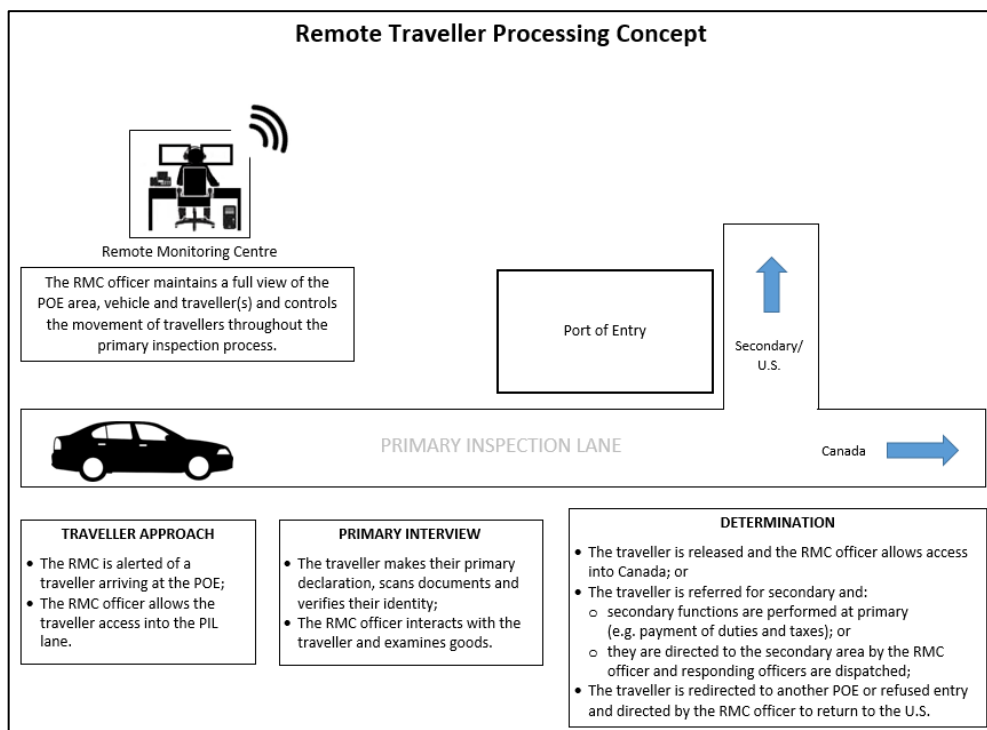 Remote Traveller Processing Concept
Remote Monitoring Centre
The RMC officer maintains a full view of the
POE area, vehicle and traveller(s) and controls
the movement of travellers throughout the
primary inspection process.
Port of Entry
Secondary/
U.S.
PRIMARY INSPECTION LANE
Canada
TRAVELLER APPROACH
• The RMC is alerted of a
traveller arriving at the POE;
• The RMC officer allows the
traveller access into the PIL
lane.
PRIMARY INTERVIEW
• The traveller makes their primary
declaration, scans documents and
verifies their identity;
• The RMC officer interacts with the
traveller and examines goods.
DETERMINATION
• The traveller is released and the RMC officer allows access
into Canada; or
• The traveller is referred for secondary and:
o secondary functions are performed at primary
(e.g. payment of duties and taxes); or
o they are directed to the secondary area by the RMC
officer and responding officers are dispatched;
• The traveller is redirected to another POE or refused entry
and directed by the RMC officer to return to the U.S.